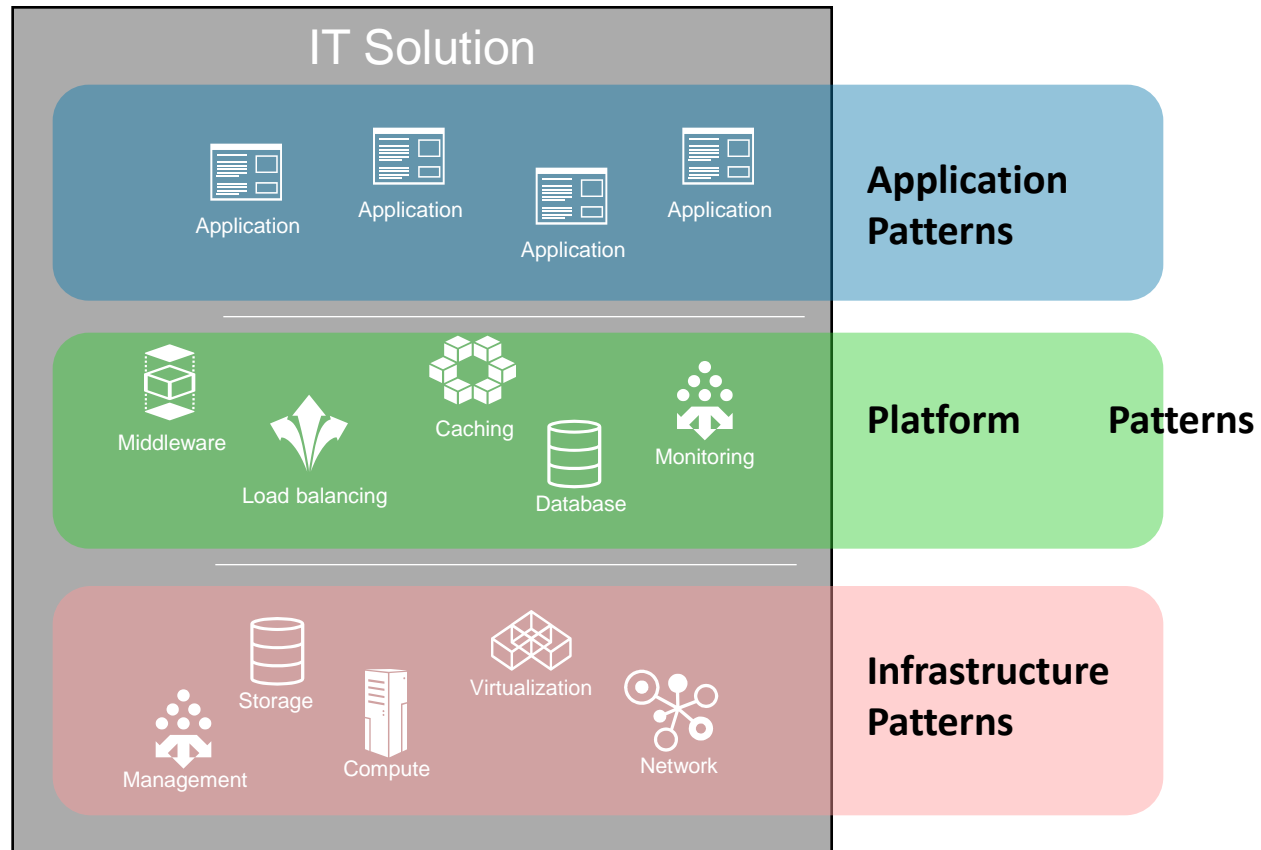 IT Solution
Application
Application
Application
Application
Application
Patterns
Middleware
Load balancing
Caching
Database
Monitoring
Platform Patterns
Management
Storage
Compute
Virtualization
Network
Infrastructure
Patterns